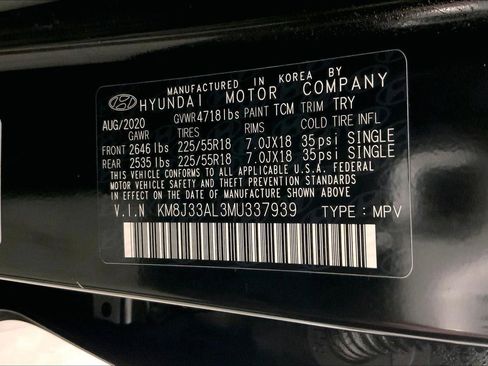 MANUFACTURED IN KOREA BY
HYUNDAI MOTOR COMPANY
AUG/2020 GVWR 4718lbs PAINT TCM TRIM TRY
GAWR TIRES RIMS COLD TIRE INFL
FRONT 2646 lbs 225/55R18 7.0JX18 35psi SINGLE
REAR 2535 lbs 225/55R18 7.0JX18 35psi SINGLE
THIS VEHICLE CONFORMS TO ALL APPLICABLE U.S.A. FEDERAL
MOTOR VEHICLE SAFETY AND THEFT PREVENTION STANDARDS
IN EFFECT ON THE DATE OF MANUFACTURE SHOWN ABOVE.
V.I.N KM8J33AL3MU337939 TYPE : MPV